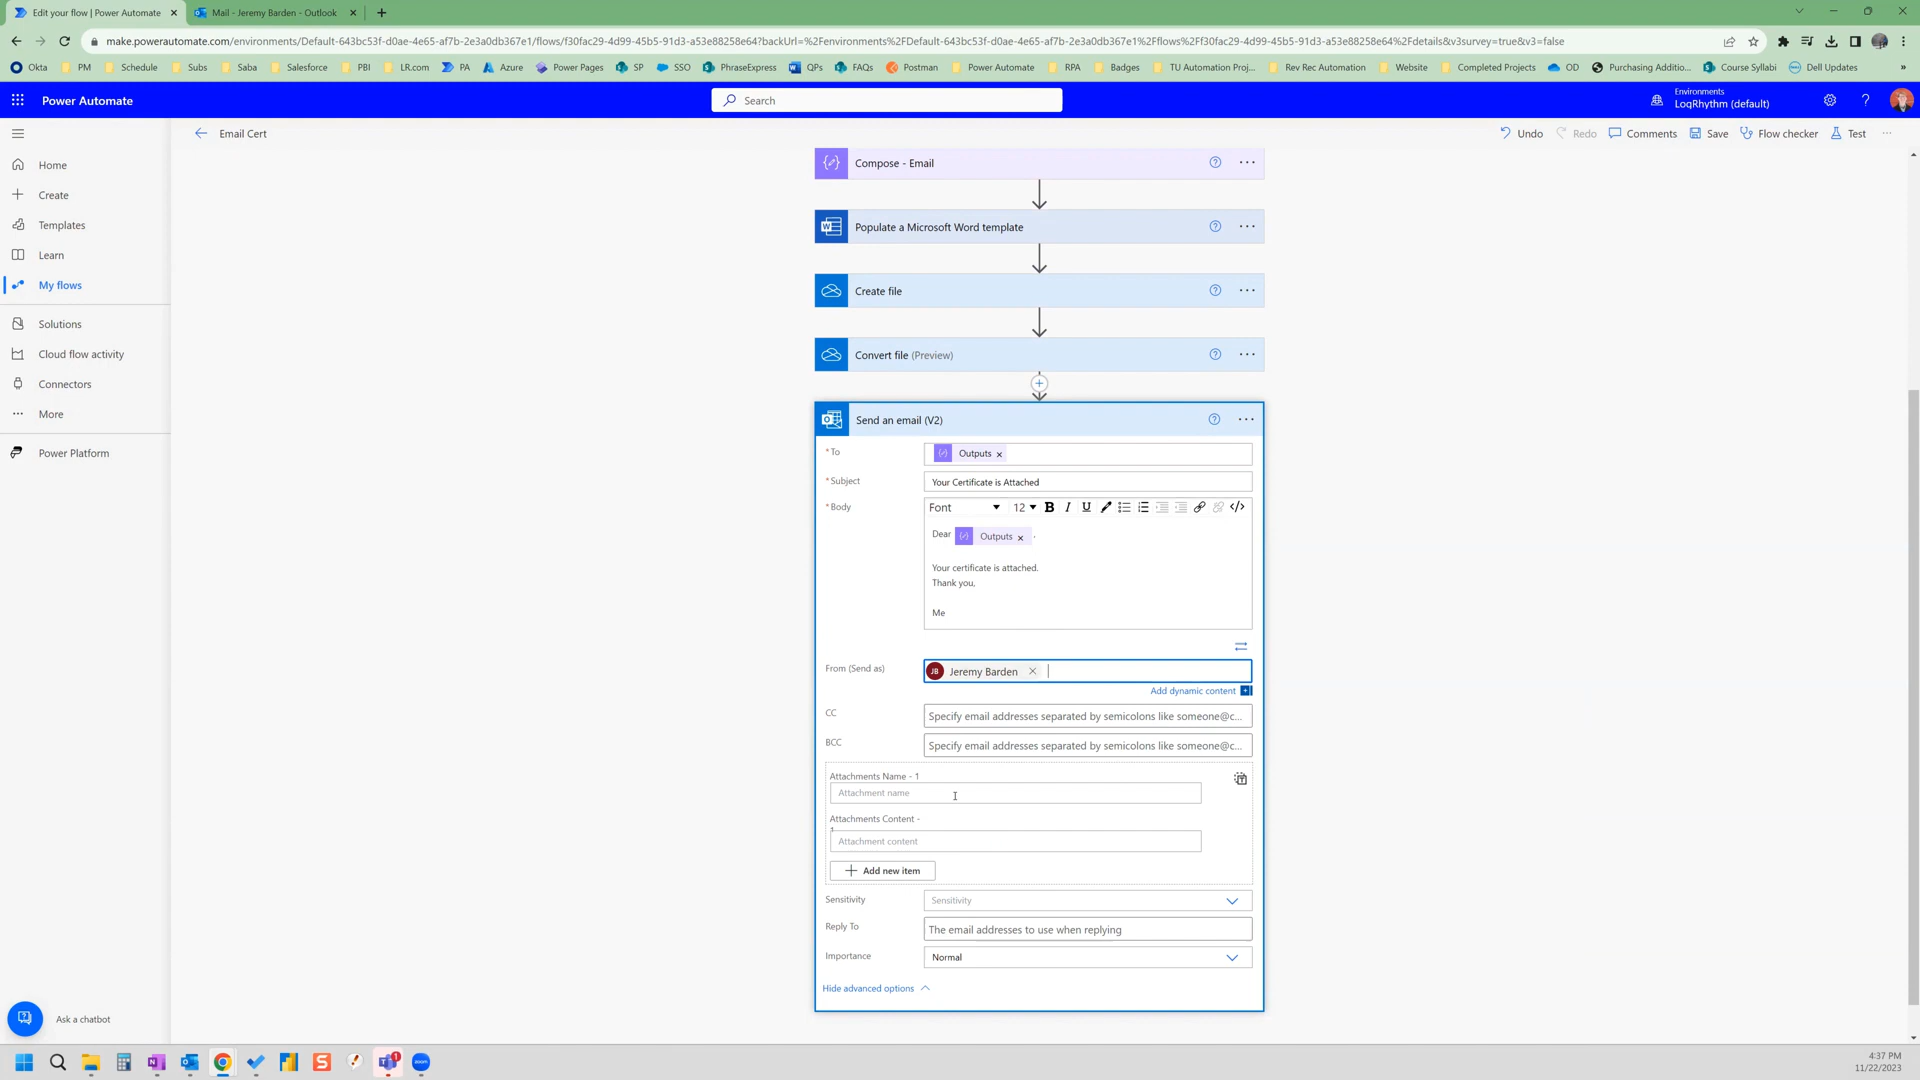 Edit your flow | Power Automate
Mail - Jeremy Barden - Outlook
make.powerautomate.com/environments/Default-643bc53f-d0ae-4e65-af7b-2e3a0db367e1/flows/f30fac29-4d99-45b5-91d3-a53e88258e64?backUrl=%2Fenvironments%2FDefault-643bc53f-d0ae-4e65-af7b-2e3a0db367e1%2Fflows%2Ff30fac29-4d99-45b5-91d3-a53e88258e64%2Fdetails&v3survey=true&v3=false
Okta PM Schedule Subs Saba Salesforce PBI LR.com PA Azure Power Pages SP SSO PhraseExpress QPs FAQs Postman Power Automate RPA Badges TU Automation Proj... Rev Rec Automation Website Completed Projects OD Purchasing Additio... Course Syllabi Dell Updates »
Power Automate
Search
Environments
LogRhythm (default)
Email Cert
Undo Redo Comments Save Flow checker Test ...
Home
Create
Templates
Learn
My flows
Solutions
Cloud flow activity
Connectors
More
Power Platform
Ask a chatbot
Compose - Email
Populate a Microsoft Word template
Create file
Convert file (Preview)
Send an email (V2)
* To
Outputs ×
* Subject
Your Certificate is Attached
* Body
Font 12 B I U </>
Dear Outputs × ,
Your certificate is attached.
Thank you,
Me
From (Send as)
JB Jeremy Barden
Add dynamic content
CC
Specify email addresses separated by semicolons like someone@c...
BCC
Specify email addresses separated by semicolons like someone@c...
Attachments Name - 1
Attachment name
Attachments Content -
1
Attachment content
Add new item
Sensitivity
Sensitivity
Reply To
The email addresses to use when replying
Importance
Normal
Hide advanced options
4:37 PM
11/22/2023